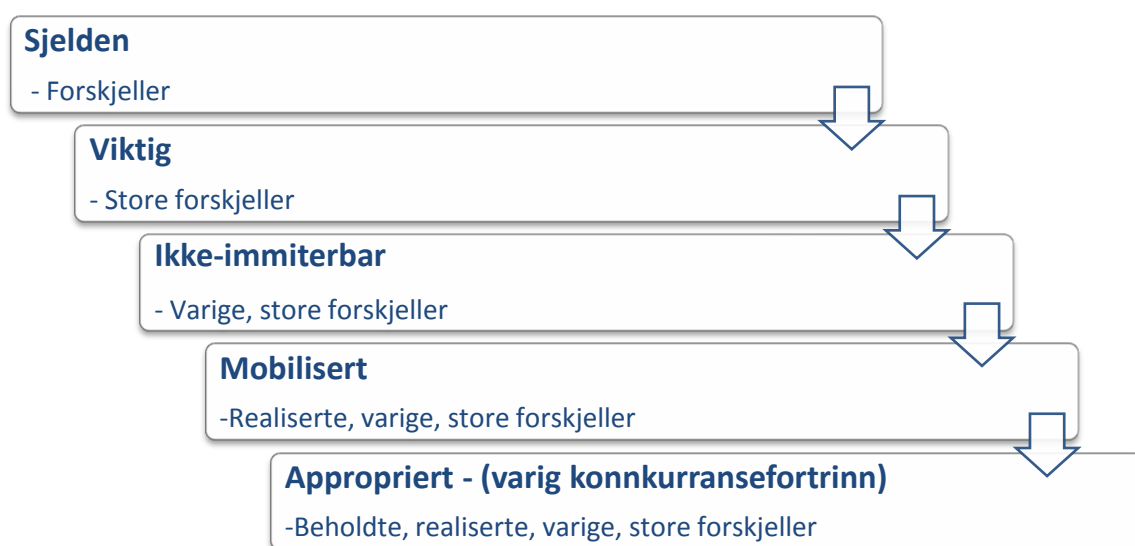 Sjelden
- Forskjeller
Viktig
- Store forskjeller
Ikke-immiterbar
- Varige, store forskjeller
Mobilisert
-Realiserte, varige, store forskjeller
Appropriert - (varig konnkurransefortrinn)
-Beholdte, realiserte, varige, store forskjeller